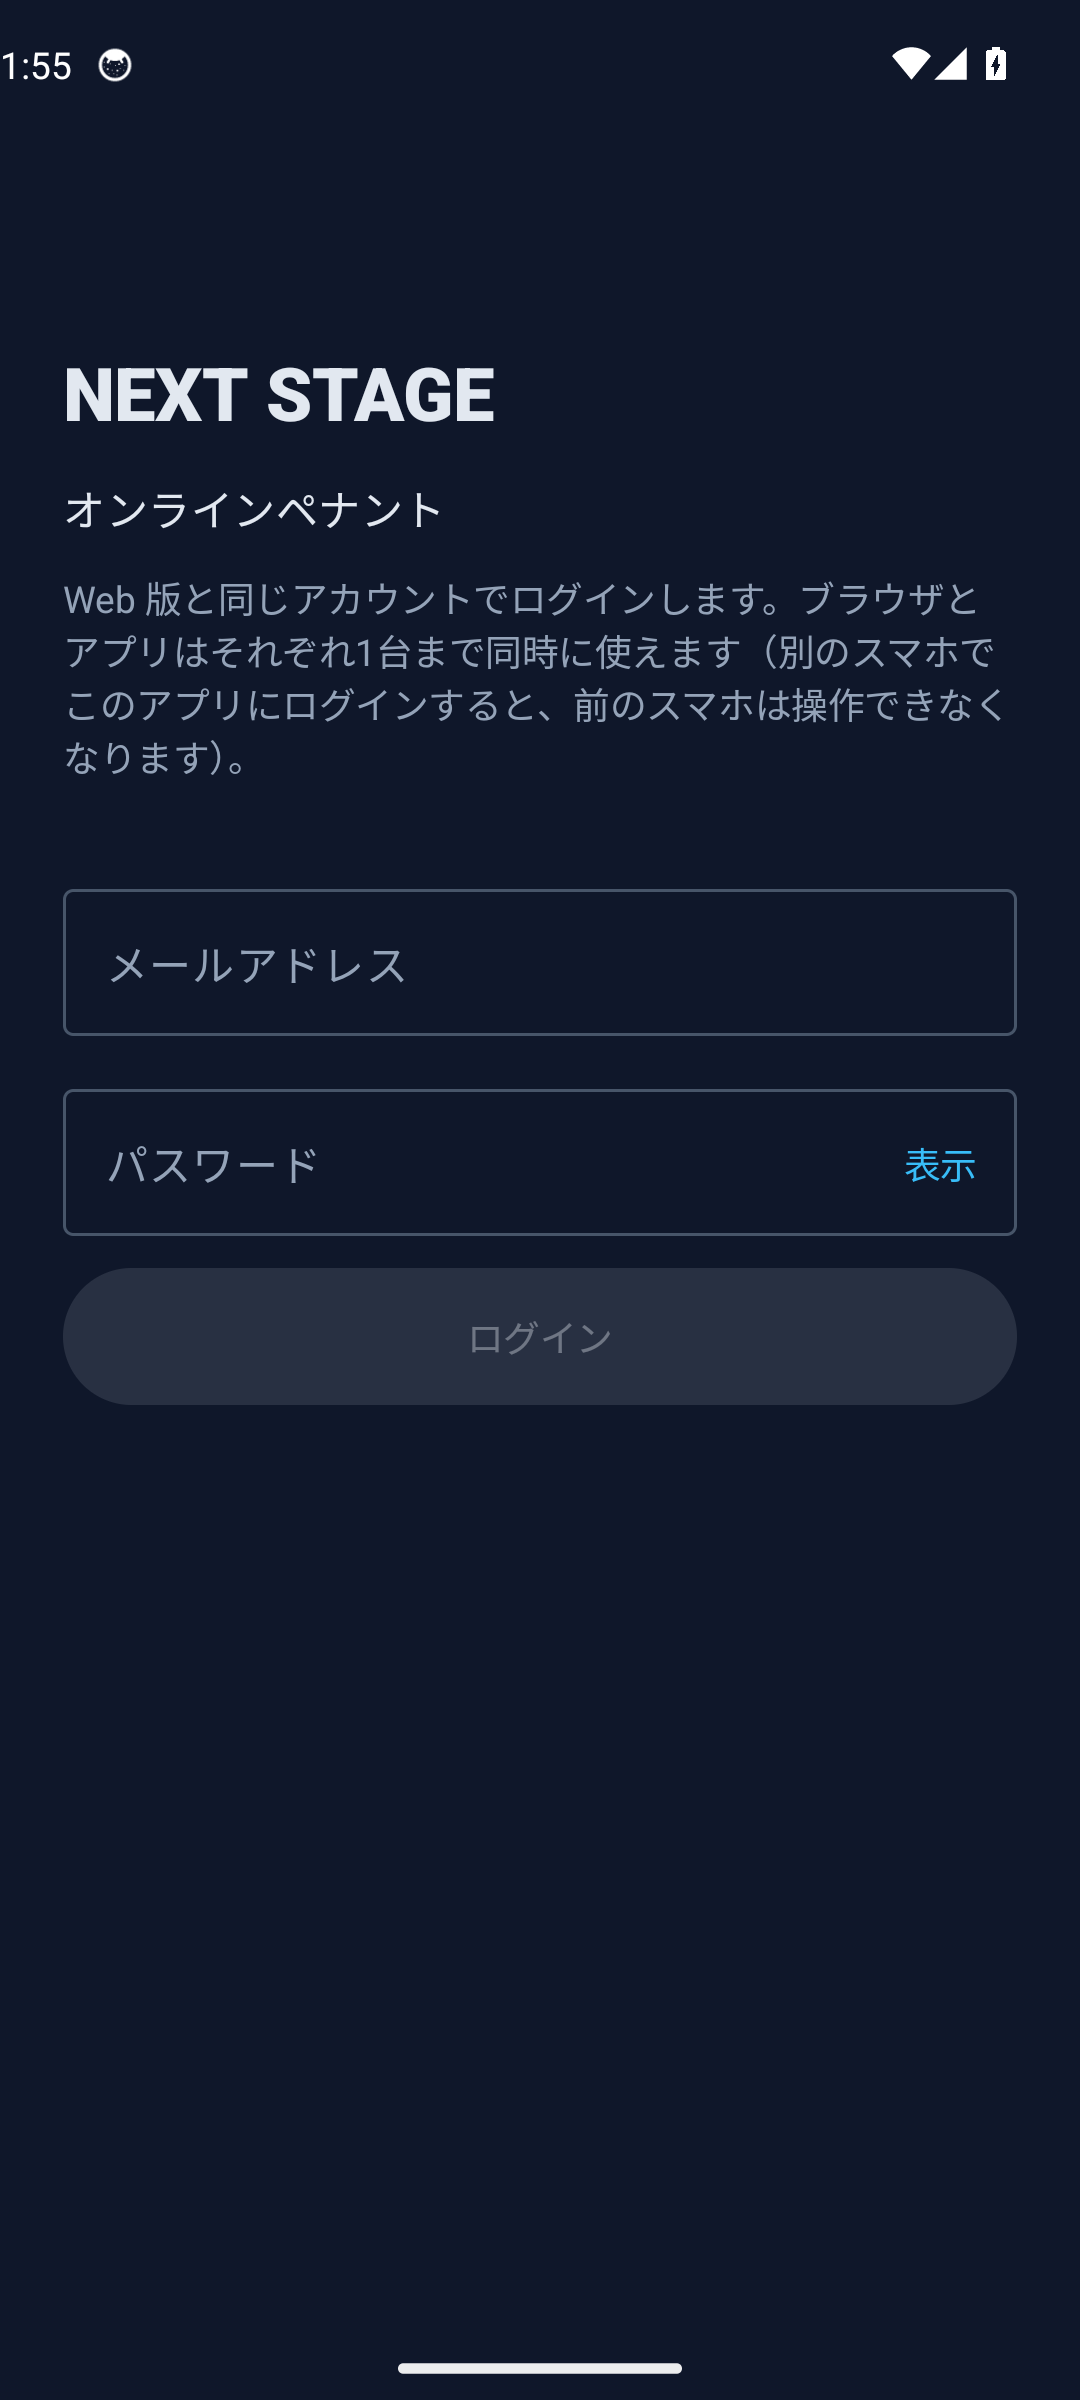 1:55
NEXT STAGE
オンラインペナント
Web 版と同じアカウントでログインします。ブラウザと
アプリはそれぞれ1台まで同時に使えます（別のスマホで
このアプリにログインすると、前のスマホは操作できなく
なります）。
メールアドレス
パスワード
表示
ログイン